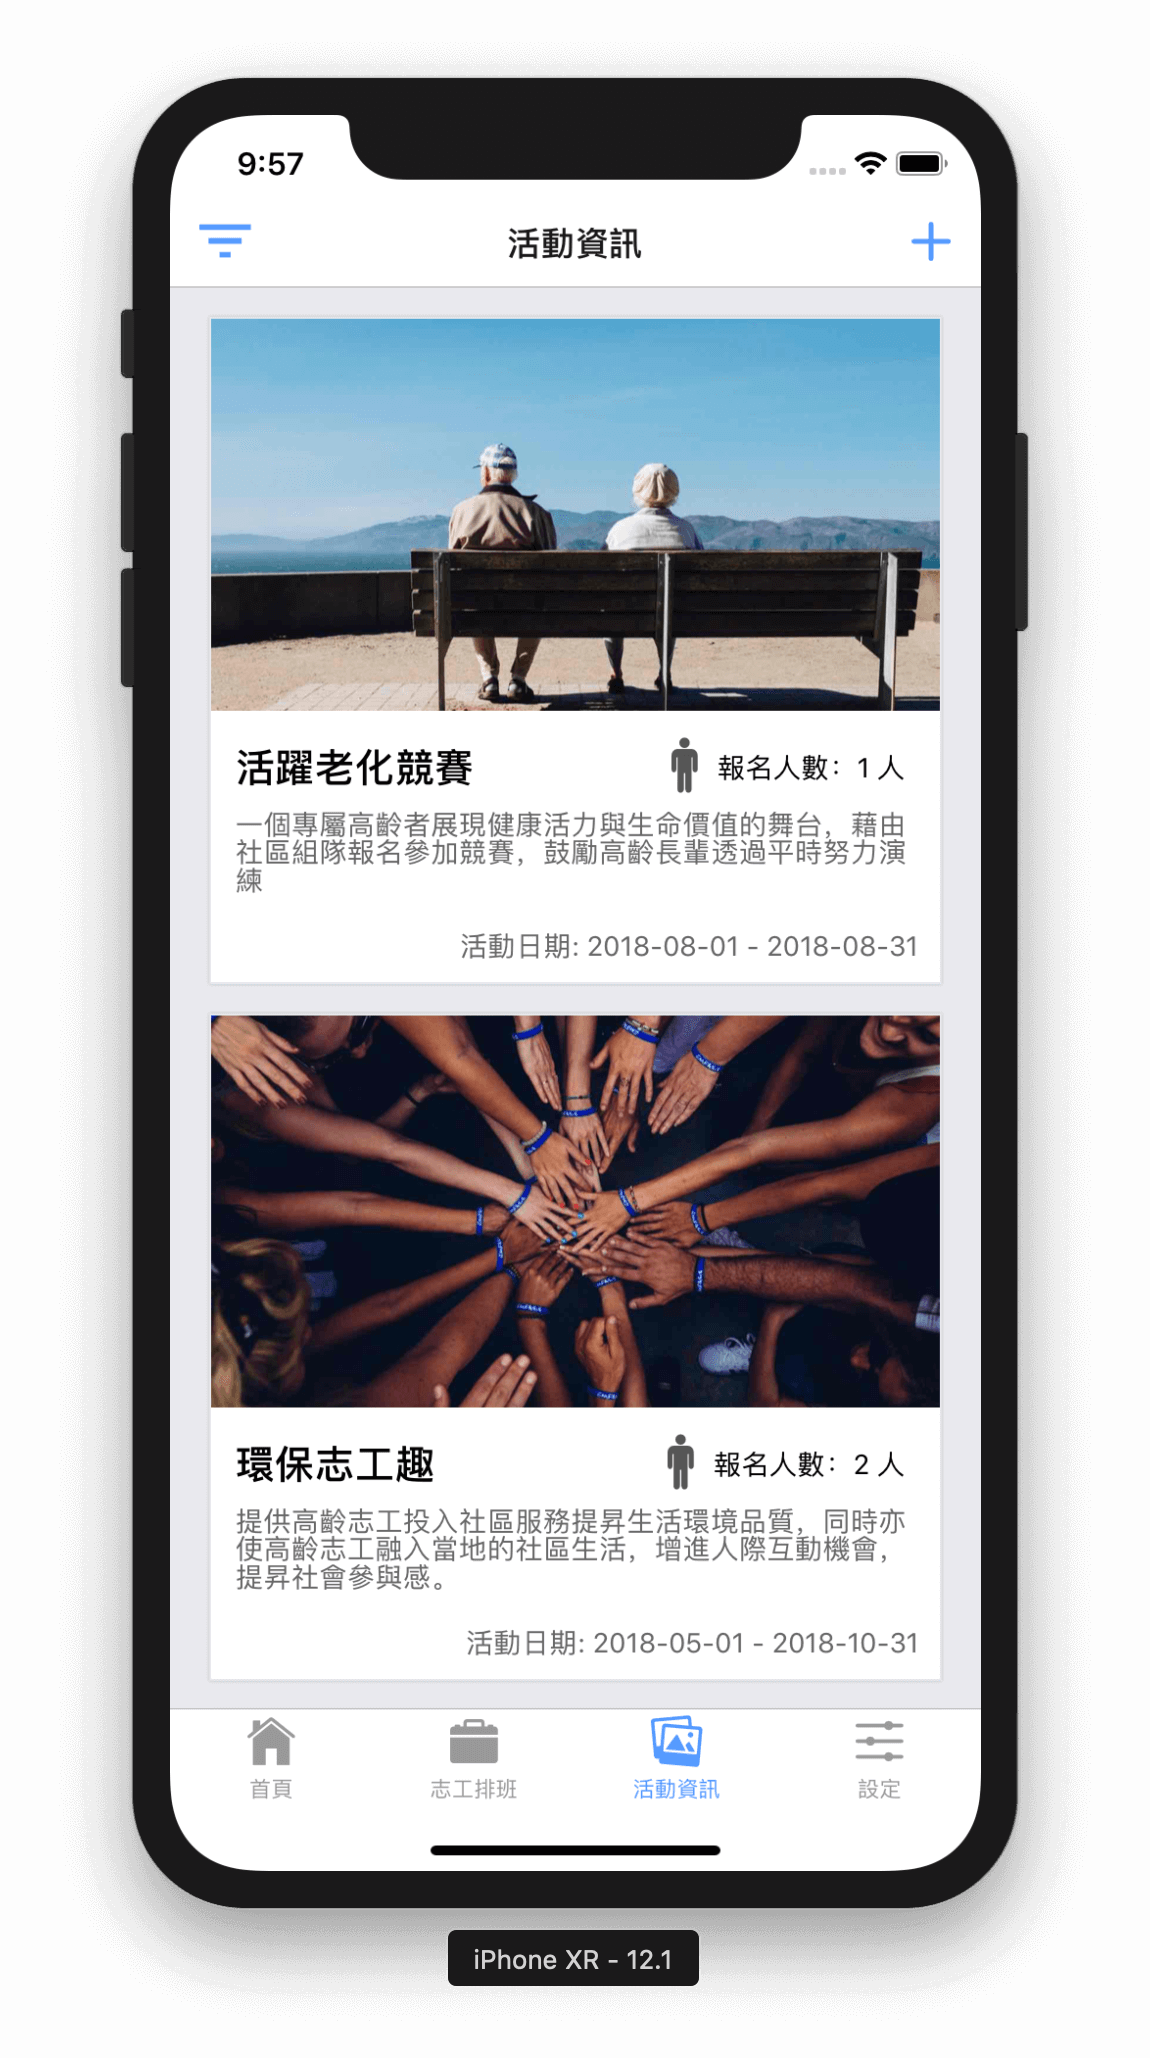 9:57
活動資訊
活躍老化競賽
報名人數：1 人
一個專屬高齡者展現健康活力與生命價值的舞台，藉由
社區組隊報名參加競賽，鼓勵高齡長輩透過平時努力演
練
活動日期: 2018-08-01 - 2018-08-31
環保志工趣
報名人數：2 人
提供高齡志工投入社區服務提昇生活環境品質，同時亦
使高齡志工融入當地的社區生活，增進人際互動機會，
提昇社會參與感。
活動日期: 2018-05-01 - 2018-10-31
首頁
志工排班
活動資訊
設定
iPhone XR - 12.1